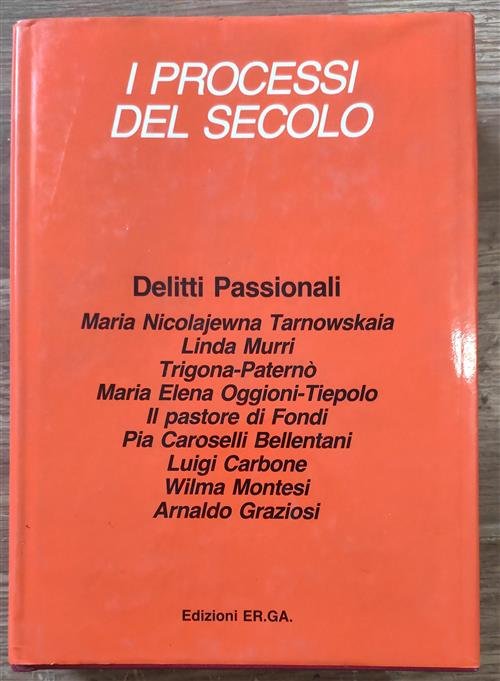 I PROCESSI
DEL SECOLO
Delitti Passionali
Maria Nicolajewna Tarnowskaia
Linda Murri
Trigona-Paternò
Maria Elena Oggioni-Tiepolo
Il pastore di Fondi
Pia Caroselli Bellentani
Luigi Carbone
Wilma Montesi
Arnaldo Graziosi
Edizioni ER.GA.